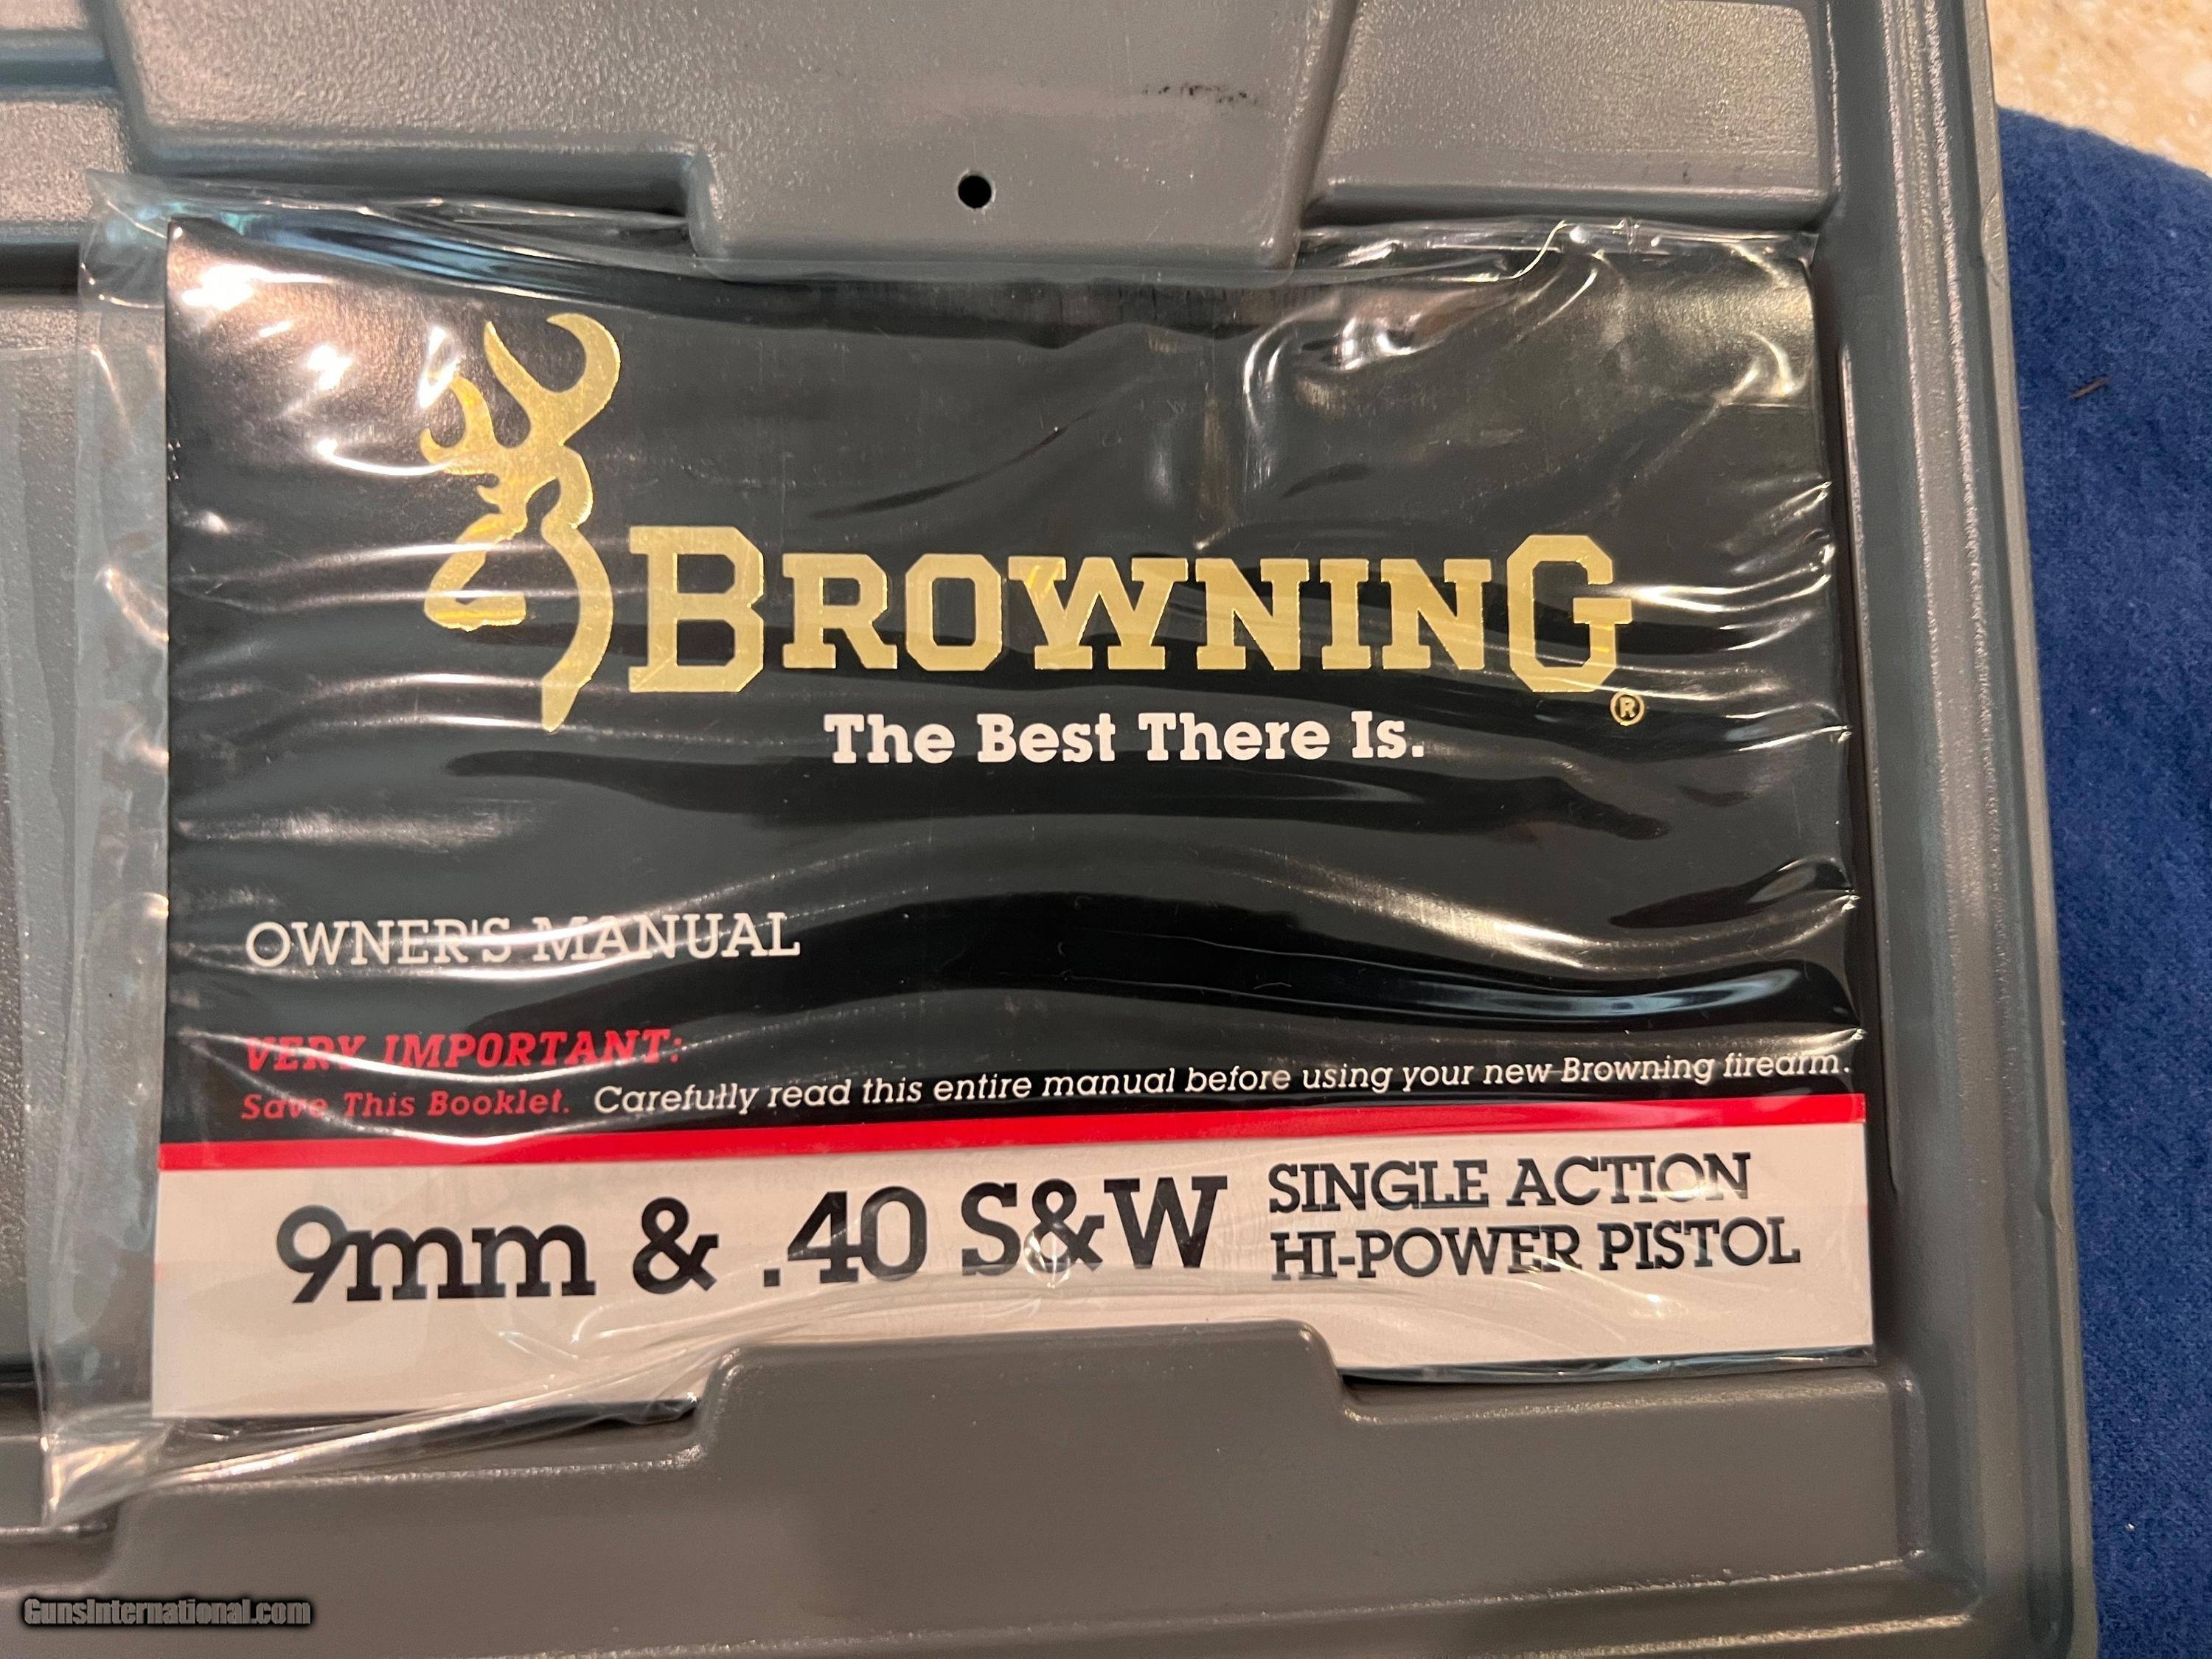 BROWNING®
The Best There Is.
OWNER'S MANUAL
VERY IMPORTANT:
Save This Booklet. Carefully read this entire manual before using your new Browning firearm.
9mm & .40 S&W SINGLE ACTION
HI-POWER PISTOL
GunsInternational.com